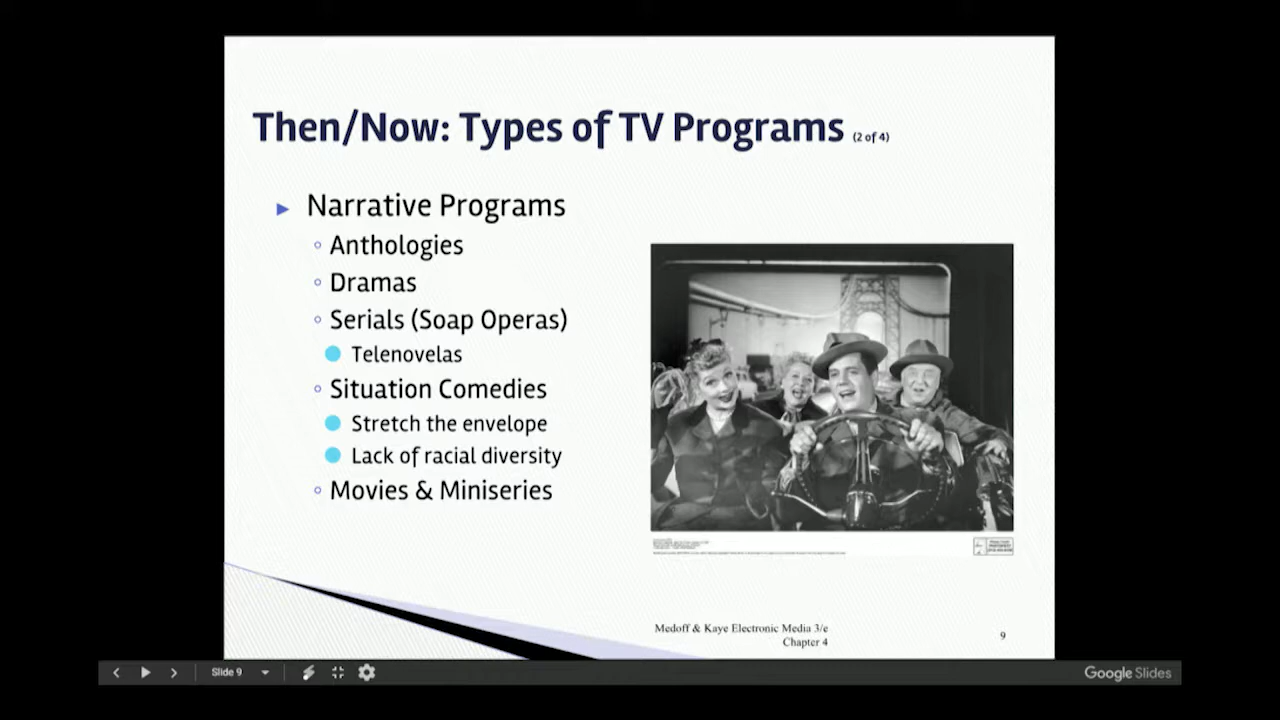 Then/Now: Types of TV Programs (2 of 4)
Narrative Programs
Anthologies
Dramas
Serials (Soap Operas)
Telenovelas
Situation Comedies
Stretch the envelope
Lack of racial diversity
Movies & Miniseries
Medoff & Kaye Electronic Media 3/e
Chapter 4
9
Slide 9
Google Slides